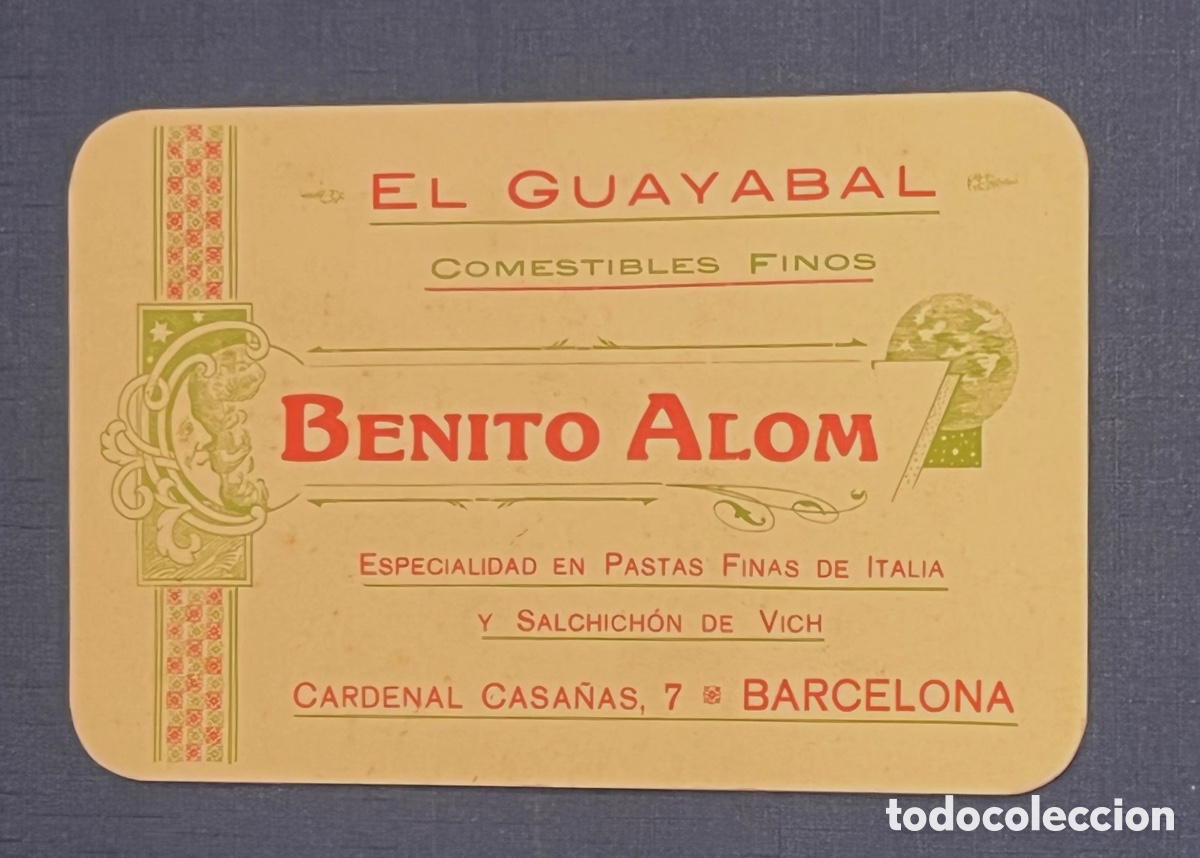 EL GUAYABAL
COMESTIBLES FINOS
BENITO ALOM
ESPECIALIDAD EN PASTAS FINAS DE ITALIA
Y SALCHICHÓN DE VICH
CARDENAL CASAÑAS, 7 BARCELONA
todocoleccion